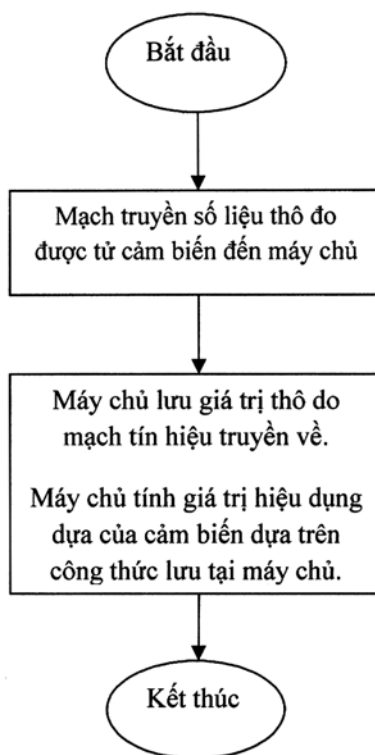 Bắt đầu
Mạch truyền số liệu thô đo
được tử cảm biến đến máy chủ
Máy chủ lưu giá trị thô do
mạch tín hiệu truyền về.
Máy chủ tính giá trị hiệu dụng
dựa của cảm biến dựa trên
công thức lưu tại máy chủ.
Kết thúc